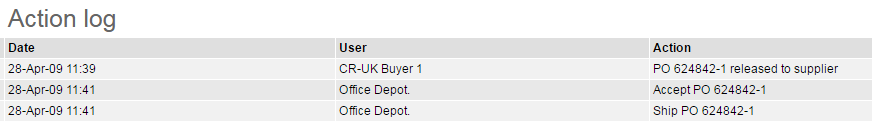 Action log
Date User Action
28-Apr-09 11:39 CR-UK Buyer 1 PO 624842-1 released to supplier
28-Apr-09 11:41 Office Depot. Accept PO 624842-1
28-Apr-09 11:41 Office Depot. Ship PO 624842-1